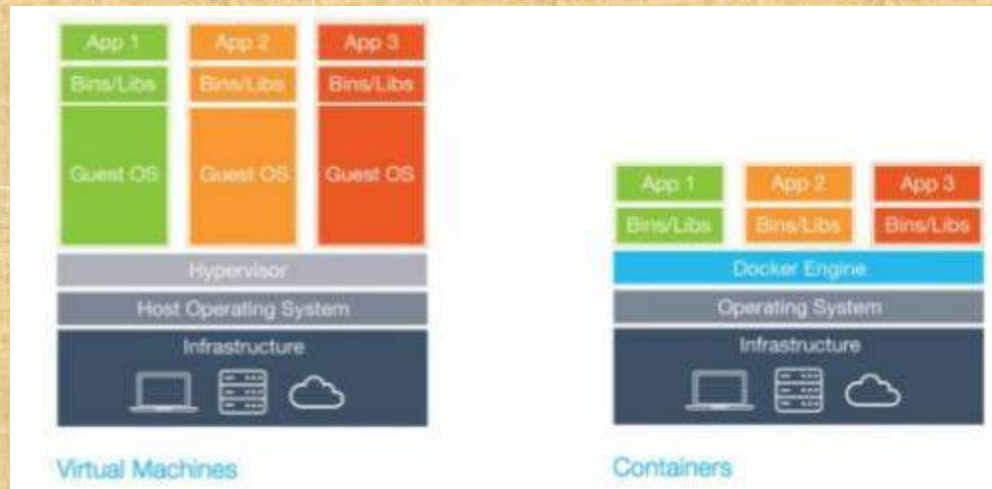 App 1 App 2 App 3
Bins/Libs Bins/Libs Bins/Libs
Guest OS Guest OS Guest OS
Hypervisor
Host Operating System
Infrastructure
Virtual Machines
App 1 App 2 App 3
Bins/Libs Bins/Libs Bins/Libs
Docker Engine
Operating System
Infrastructure
Containers